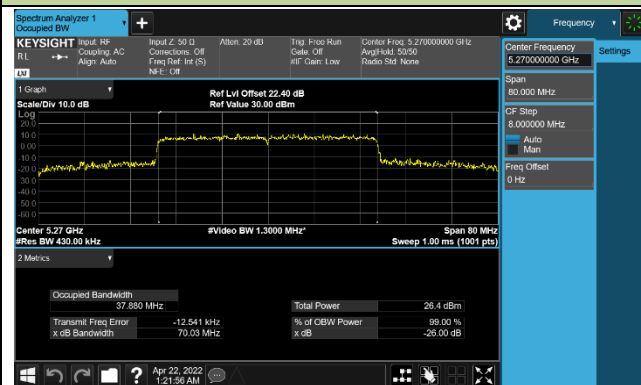 Spectrum Analyzer 1
Occupied BW
Frequency
KEYSIGHT
Input: RF
Coupling: AC
Align: Auto
Input Z: 50 Ω
Corrections: Off
Freq Ref: Int (S)
NFE: Off
Atten: 20 dB
Trig: Free Run
Gate: Off
#IF Gain: Low
Center Freq: 5.270000000 GHz
Avg|Hold: 50/50
Radio Std: None
RL
LXI
Center Frequency
5.270000000 GHz
Settings
Span
80.000 MHz
CF Step
8.000000 MHz
Auto
Man
Freq Offset
0 Hz
1 Graph
Scale/Div 10.0 dB
Ref Lvl Offset 22.40 dB
Ref Value 30.00 dBm
Log
20.0
10.0
0.00
-10.0
-20.0
-30.0
-40.0
-50.0
-60.0
Center 5.27 GHz
#Res BW 430.00 kHz
#Video BW 1.3000 MHz*
Span 80 MHz
Sweep 1.00 ms (1001 pts)
2 Metrics
Occupied Bandwidth
37.880 MHz
Total Power 26.4 dBm
Transmit Freq Error -12.541 kHz
% of OBW Power 99.00 %
x dB Bandwidth 70.03 MHz
x dB -26.00 dB
Apr 22, 2022
1:21:56 AM